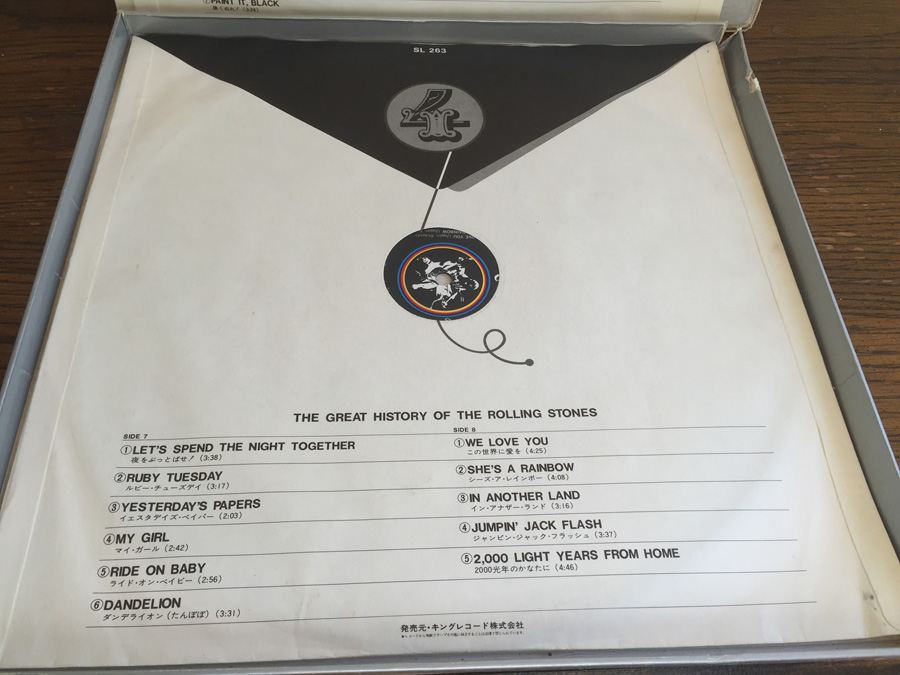 ②PAINT IT, BLACK
黒くぬれ！(3:24)
SL 263
4
THE GREAT HISTORY OF THE ROLLING STONES
SIDE 7
①LET'S SPEND THE NIGHT TOGETHER
夜をぶっとばせ！(3:38)
②RUBY TUESDAY
ルビー・チューズデイ (3:17)
③YESTERDAY'S PAPERS
イエスタデイズ・ペイパー (2:03)
④MY GIRL
マイ・ガール (2:42)
⑤RIDE ON BABY
ライド・オン・ベイビー (2:56)
⑥DANDELION
ダンデライオン (たんぽぽ) (3:31)
SIDE 8
①WE LOVE YOU
この世界に愛を (4:25)
②SHE'S A RAINBOW
シーズ・ア・レインボー (4:08)
③IN ANOTHER LAND
イン・アナザー・ランド (3:16)
④JUMPIN' JACK FLASH
ジャンピン・ジャック・フラッシュ (3:37)
⑤2,000 LIGHT YEARS FROM HOME
2000光年のかなたに (4:46)
発売元・キングレコード株式会社